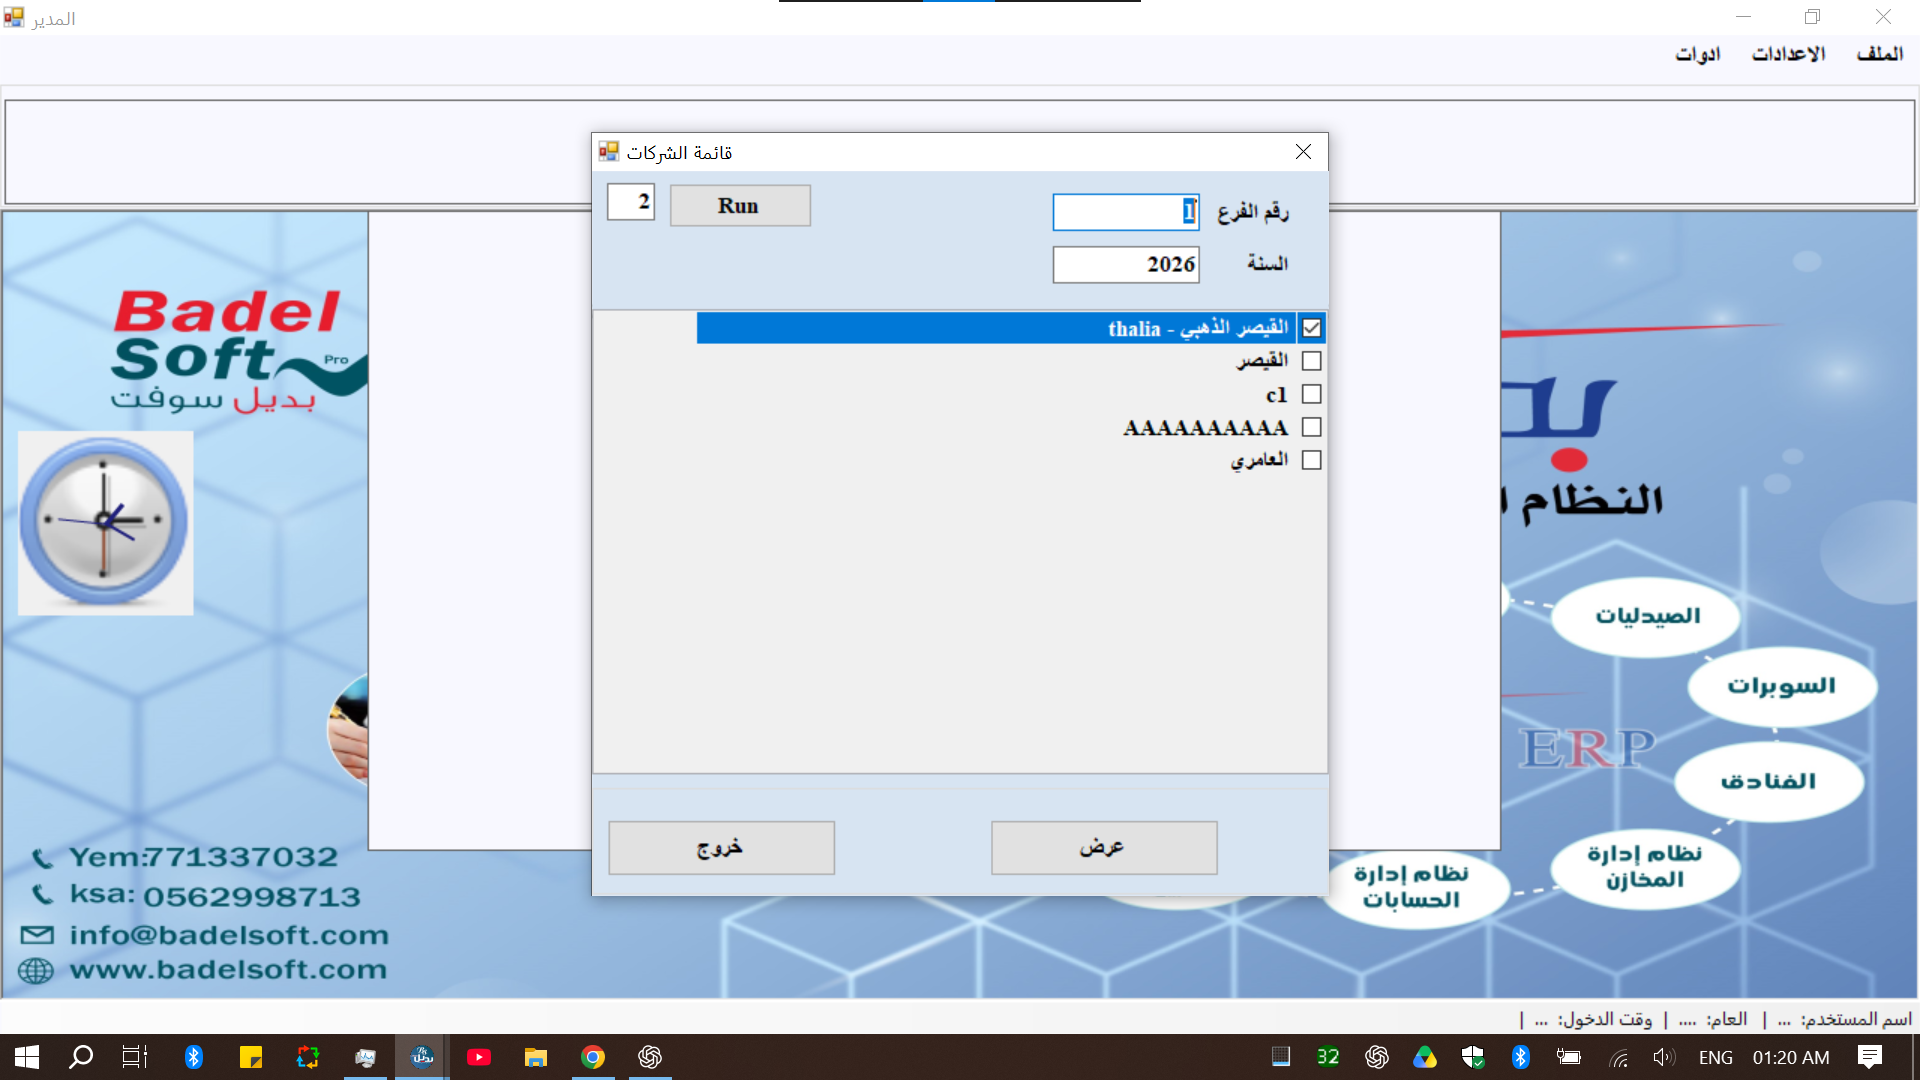 المدير
الملف
الاعدادات
ادوات
قائمة الشركات
رقم الفرع
1
Run
2
السنة
2026
القيصر الذهبي - thalia
القيصر
c1
AAAAAAAAAA
العامري
عرض
خروج
Badel
Soft Pro
بديل سوفت
Yem:771337032
ksa: 0562998713
info@badelsoft.com
www.badelsoft.com
النظام
الصيدليات
السوبرات
ERP
الفنادق
نظام إدارة
المخازن
نظام إدارة
الحسابات
اسم المستخدم: ... | العام: .... | وقت الدخول: ... |
بديل
32
ENG
01:20 AM